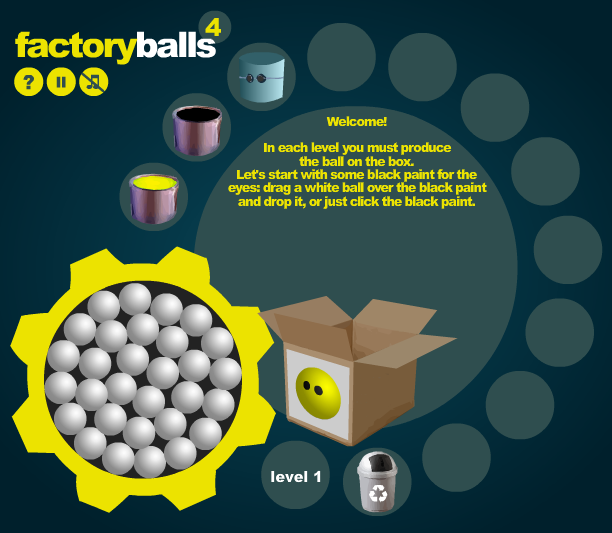 factoryballs 4
?
Welcome!
In each level you must produce
the ball on the box.
Let's start with some black paint for the
eyes: drag a white ball over the black paint
and drop it, or just click the black paint.
level 1